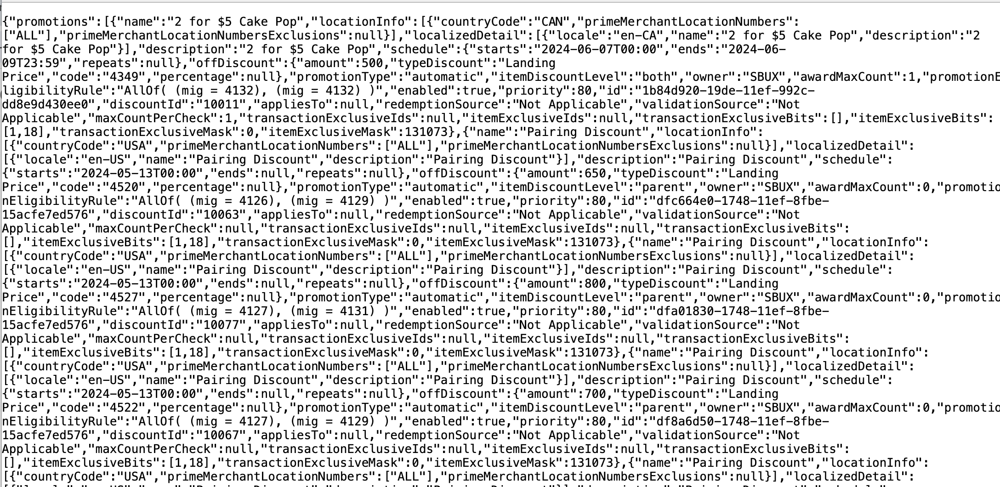 {"promotions":[{"name":"2 for $5 Cake Pop","locationInfo":[{"countryCode":"CAN","primeMerchantLocationNumbers":
["ALL"],"primeMerchantLocationNumbersExclusions":null}],"localizedDetail":[{"locale":"en-CA","name":"2 for $5 Cake Pop","description":"2
for $5 Cake Pop"}],"description":"2 for $5 Cake Pop","schedule":{"starts":"2024-06-07T00:00","ends":"2024-06-
09T23:59","repeats":null},"offDiscount":{"amount":500,"typeDiscount":"Landing
Price","code":"4349","percentage":null},"promotionType":"automatic","itemDiscountLevel":"both","owner":"SBUX","awardMaxCount":1,"promotionE
ligibilityRule":"AllOf( (mig = 4132), (mig = 4132) )","enabled":true,"priority":80,"id":"1b84d920-19de-11ef-992c-
dd8e9d430ee0","discountId":"10011","appliesTo":null,"redemptionSource":"Not Applicable","validationSource":"Not
Applicable","maxCountPerCheck":1,"transactionExclusiveIds":null,"itemExclusiveIds":null,"transactionExclusiveBits":[],"itemExclusiveBits":
[1,18],"transactionExclusiveMask":0,"itemExclusiveMask":131073},{"name":"Pairing Discount","locationInfo":
[{"countryCode":"USA","primeMerchantLocationNumbers":["ALL"],"primeMerchantLocationNumbersExclusions":null}],"localizedDetail":
[{"locale":"en-US","name":"Pairing Discount","description":"Pairing Discount"}],"description":"Pairing Discount","schedule":
{"starts":"2024-05-13T00:00","ends":null,"repeats":null},"offDiscount":{"amount":650,"typeDiscount":"Landing
Price","code":"4520","percentage":null},"promotionType":"automatic","itemDiscountLevel":"parent","owner":"SBUX","awardMaxCount":0,"promotio
nEligibilityRule":"AllOf( (mig = 4126), (mig = 4129) )","enabled":true,"priority":80,"id":"dfc664e0-1748-11ef-8fbe-
15acfe7ed576","discountId":"10063","appliesTo":null,"redemptionSource":"Not Applicable","validationSource":"Not
Applicable","maxCountPerCheck":null,"transactionExclusiveIds":null,"itemExclusiveIds":null,"transactionExclusiveBits":
[],"itemExclusiveBits":[1,18],"transactionExclusiveMask":0,"itemExclusiveMask":131073},{"name":"Pairing Discount","locationInfo":
[{"countryCode":"USA","primeMerchantLocationNumbers":["ALL"],"primeMerchantLocationNumbersExclusions":null}],"localizedDetail":
[{"locale":"en-US","name":"Pairing Discount","description":"Pairing Discount"}],"description":"Pairing Discount","schedule":
{"starts":"2024-05-13T00:00","ends":null,"repeats":null},"offDiscount":{"amount":800,"typeDiscount":"Landing
Price","code":"4527","percentage":null},"promotionType":"automatic","itemDiscountLevel":"parent","owner":"SBUX","awardMaxCount":0,"promotio
nEligibilityRule":"AllOf( (mig = 4127), (mig = 4131) )","enabled":true,"priority":80,"id":"dfa01830-1748-11ef-8fbe-
15acfe7ed576","discountId":"10077","appliesTo":null,"redemptionSource":"Not Applicable","validationSource":"Not
Applicable","maxCountPerCheck":null,"transactionExclusiveIds":null,"itemExclusiveIds":null,"transactionExclusiveBits":
[],"itemExclusiveBits":[1,18],"transactionExclusiveMask":0,"itemExclusiveMask":131073},{"name":"Pairing Discount","locationInfo":
[{"countryCode":"USA","primeMerchantLocationNumbers":["ALL"],"primeMerchantLocationNumbersExclusions":null}],"localizedDetail":
[{"locale":"en-US","name":"Pairing Discount","description":"Pairing Discount"}],"description":"Pairing Discount","schedule":
{"starts":"2024-05-13T00:00","ends":null,"repeats":null},"offDiscount":{"amount":700,"typeDiscount":"Landing
Price","code":"4522","percentage":null},"promotionType":"automatic","itemDiscountLevel":"parent","owner":"SBUX","awardMaxCount":0,"promotio
nEligibilityRule":"AllOf( (mig = 4127), (mig = 4129) )","enabled":true,"priority":80,"id":"df8a6d50-1748-11ef-8fbe-
15acfe7ed576","discountId":"10067","appliesTo":null,"redemptionSource":"Not Applicable","validationSource":"Not
Applicable","maxCountPerCheck":null,"transactionExclusiveIds":null,"itemExclusiveIds":null,"transactionExclusiveBits":
[],"itemExclusiveBits":[1,18],"transactionExclusiveMask":0,"itemExclusiveMask":131073},{"name":"Pairing Discount","locationInfo":
[{"countryCode":"USA","primeMerchantLocationNumbers":["ALL"],"primeMerchantLocationNumbersExclusions":null}],"localizedDetail":